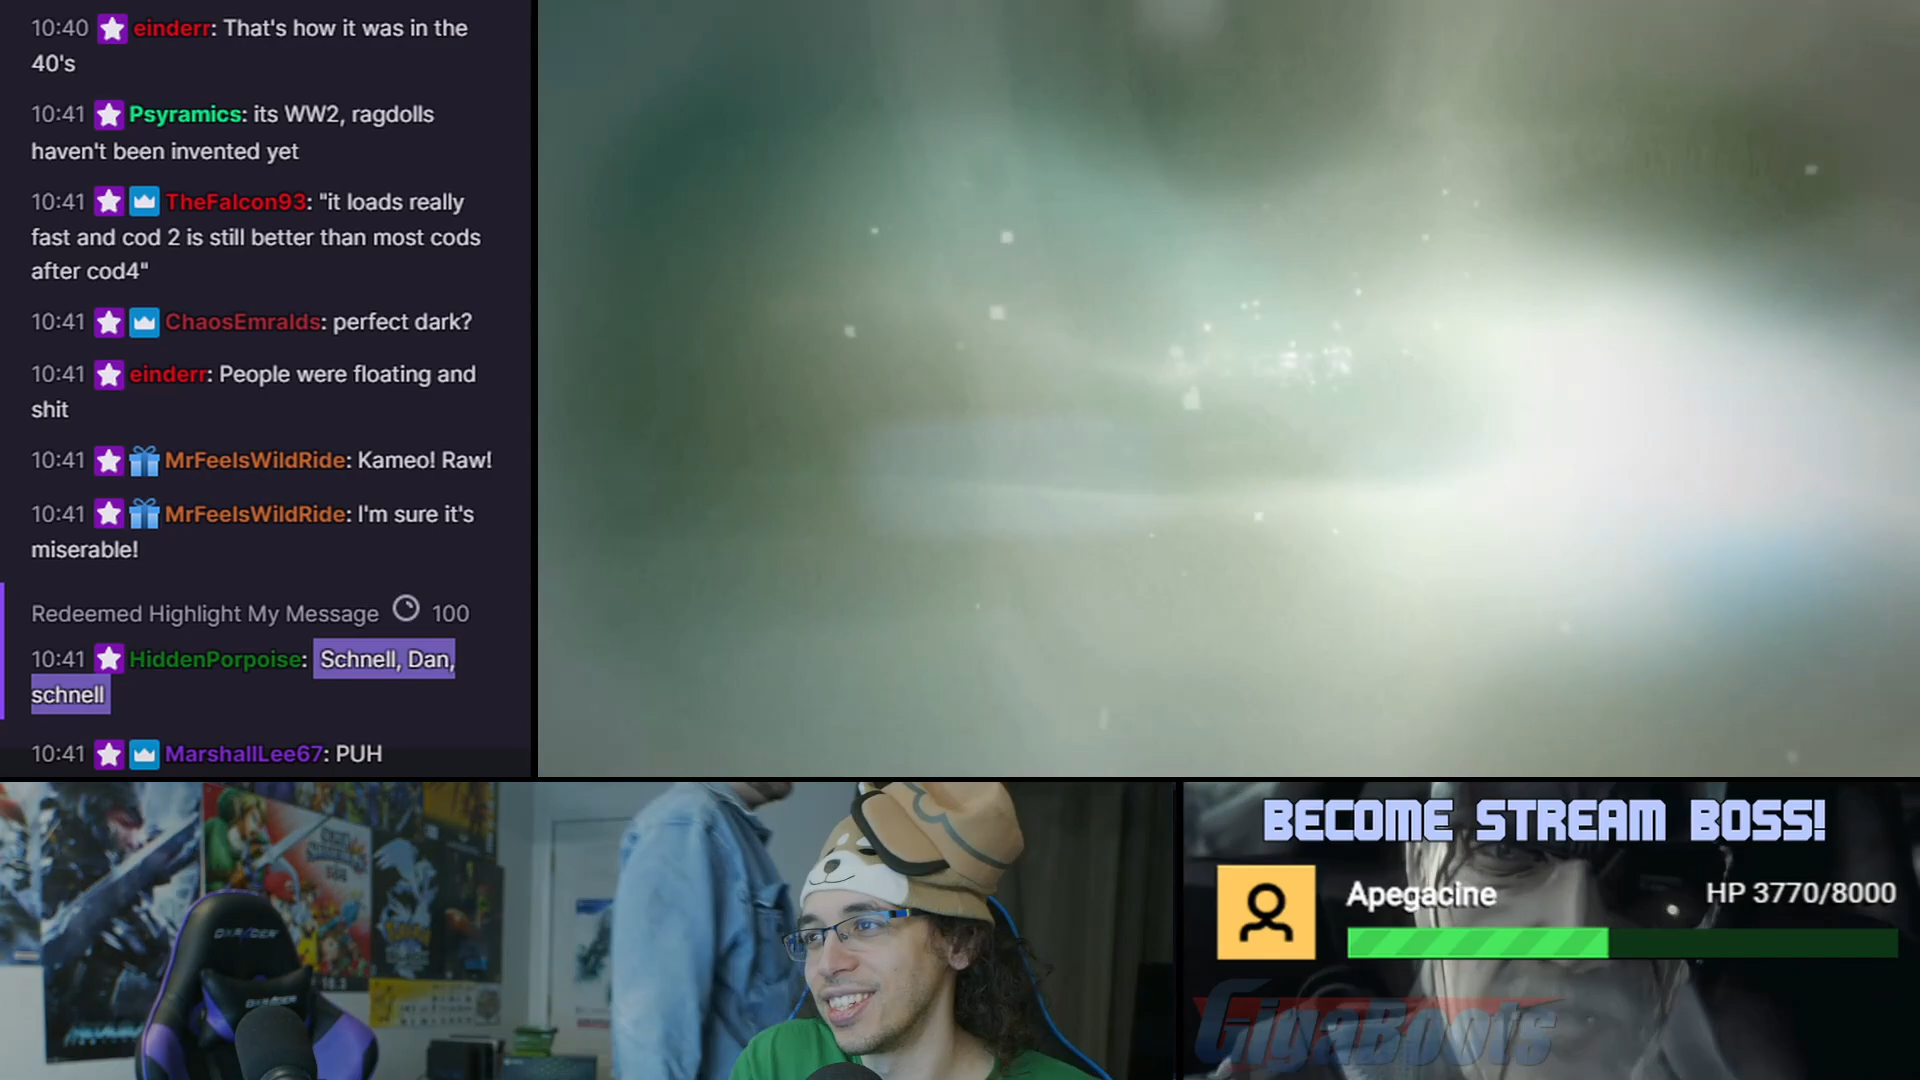 10:40 einderr: That's how it was in the
40's
10:41 Psyramics: its WW2, ragdolls
haven't been invented yet
10:41 TheFalcon93: "it loads really
fast and cod 2 is still better than most cods
after cod4"
10:41 ChaosEmralds: perfect dark?
10:41 einderr: People were floating and
shit
10:41 MrFeelsWildRide: Kameo! Raw!
10:41 MrFeelsWildRide: I'm sure it's
miserable!
Redeemed Highlight My Message 100
10:41 HiddenPorpoise: Schnell, Dan,
schnell
10:41 MarshallLee67: PUH
BECOME STREAM BOSS!
Apegacine HP 3770/8000
GigaBoots
DXRACER
DXRACER